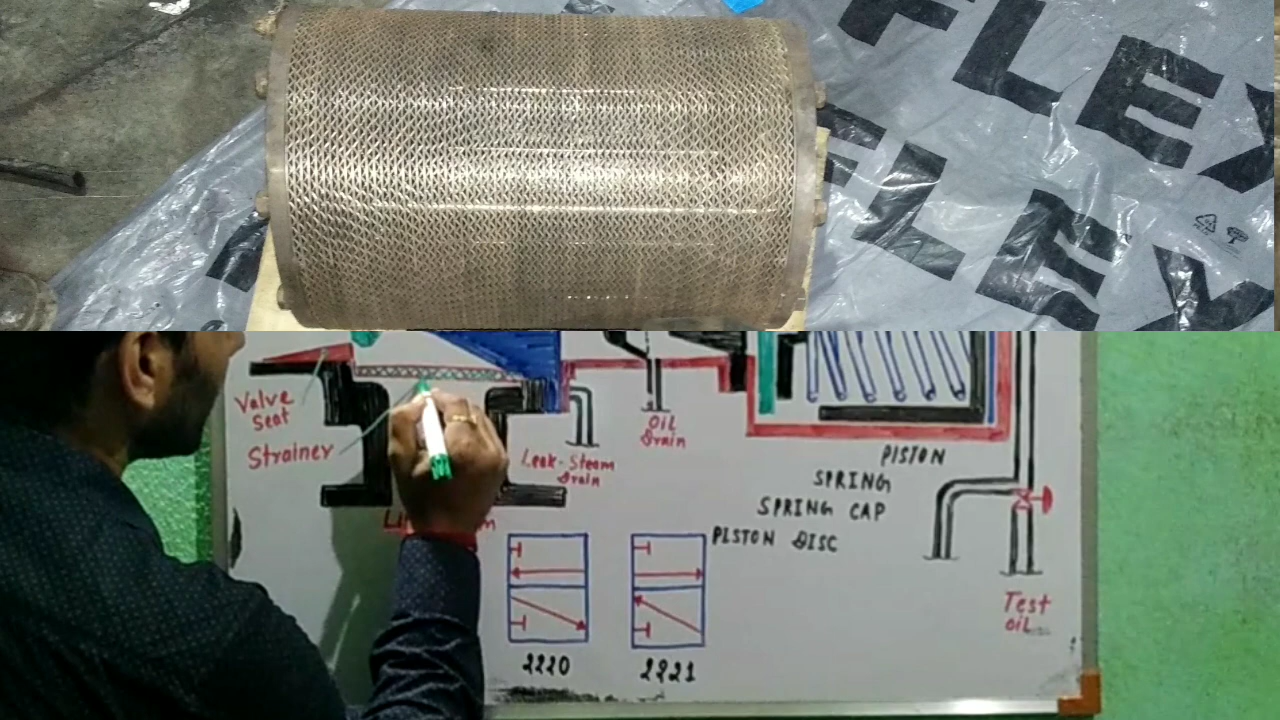 FLEX
FLEX
Valve
Seat
Strainer
Oil
Drain
Leak-Steam
Drain
PISTON
SPRING
SPRING CAP
PISTON DISC
2220
2221
Test
Oil